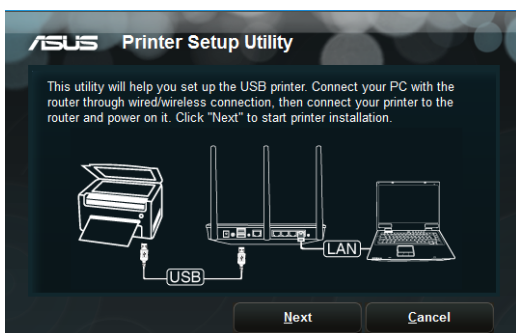 ASUS Printer Setup Utility
This utility will help you set up the USB printer. Connect your PC with the
router through wired/wireless connection, then connect your printer to the
router and power on it. Click "Next" to start printer installation.
LAN
USB
Next Cancel